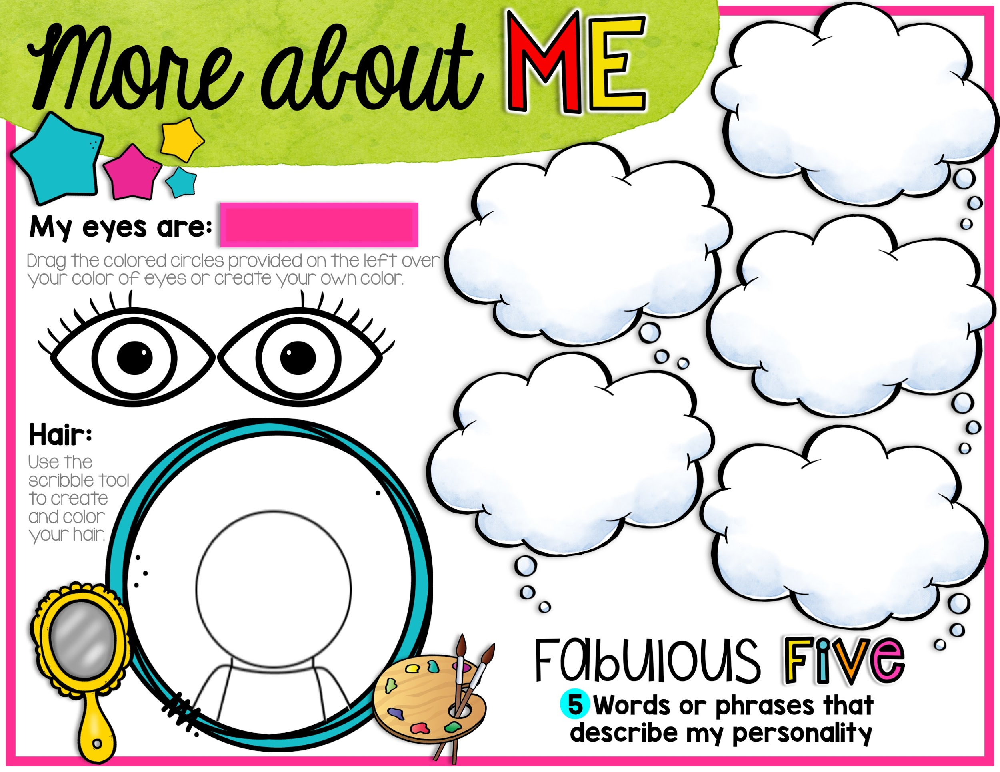 More about ME
My eyes are:
Drag the colored circles provided on the left over
your color of eyes or create your own color.
Hair:
Use the
scribble tool
to create
and color
your hair.
Fabulous Five
5 Words or phrases that
describe my personality